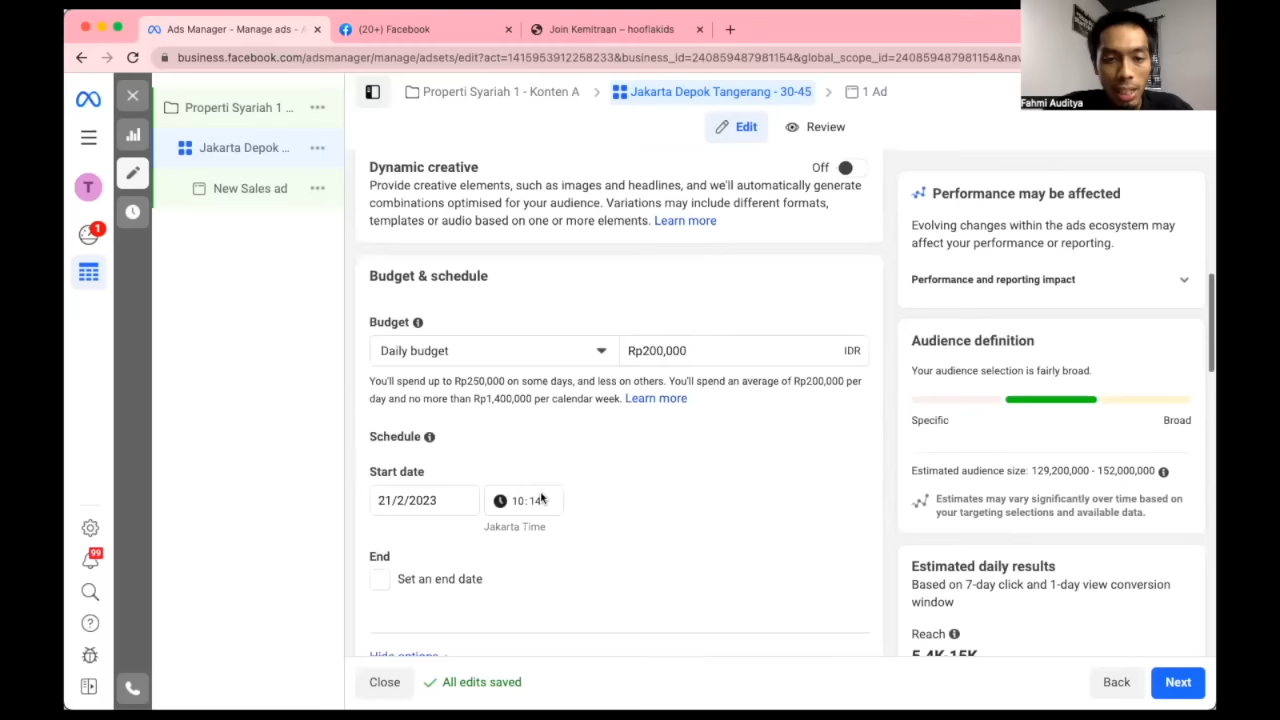 Ads Manager - Manage ads - A
(20+) Facebook
Join Kemitraan – hooflakids
business.facebook.com/adsmanager/manage/adsets/edit?act=1415953912258233&business_id=240859487981154&global_scope_id=240859487981154&nav
Fahmi Auditya
Properti Syariah 1 - Konten A
Jakarta Depok Tangerang - 30-45
1 Ad
Edit
Review
Properti Syariah 1 ...
Jakarta Depok ...
New Sales ad
T
1
99
Dynamic creative
Off
Provide creative elements, such as images and headlines, and we'll automatically generate
combinations optimised for your audience. Variations may include different formats,
templates or audio based on one or more elements. Learn more
Budget & schedule
Budget
Daily budget
Rp200,000
IDR
You'll spend up to Rp250,000 on some days, and less on others. You'll spend an average of Rp200,000 per
day and no more than Rp1,400,000 per calendar week. Learn more
Schedule
Start date
21/2/2023
10:14
Jakarta Time
End
Set an end date
Hide options
Close
All edits saved
Back
Next
Performance may be affected
Evolving changes within the ads ecosystem may
affect your performance or reporting.
Performance and reporting impact
Audience definition
Your audience selection is fairly broad.
Specific
Broad
Estimated audience size: 129,200,000 - 152,000,000
Estimates may vary significantly over time based on
your targeting selections and available data.
Estimated daily results
Based on 7-day click and 1-day view conversion
window
Reach
5.4K-15K